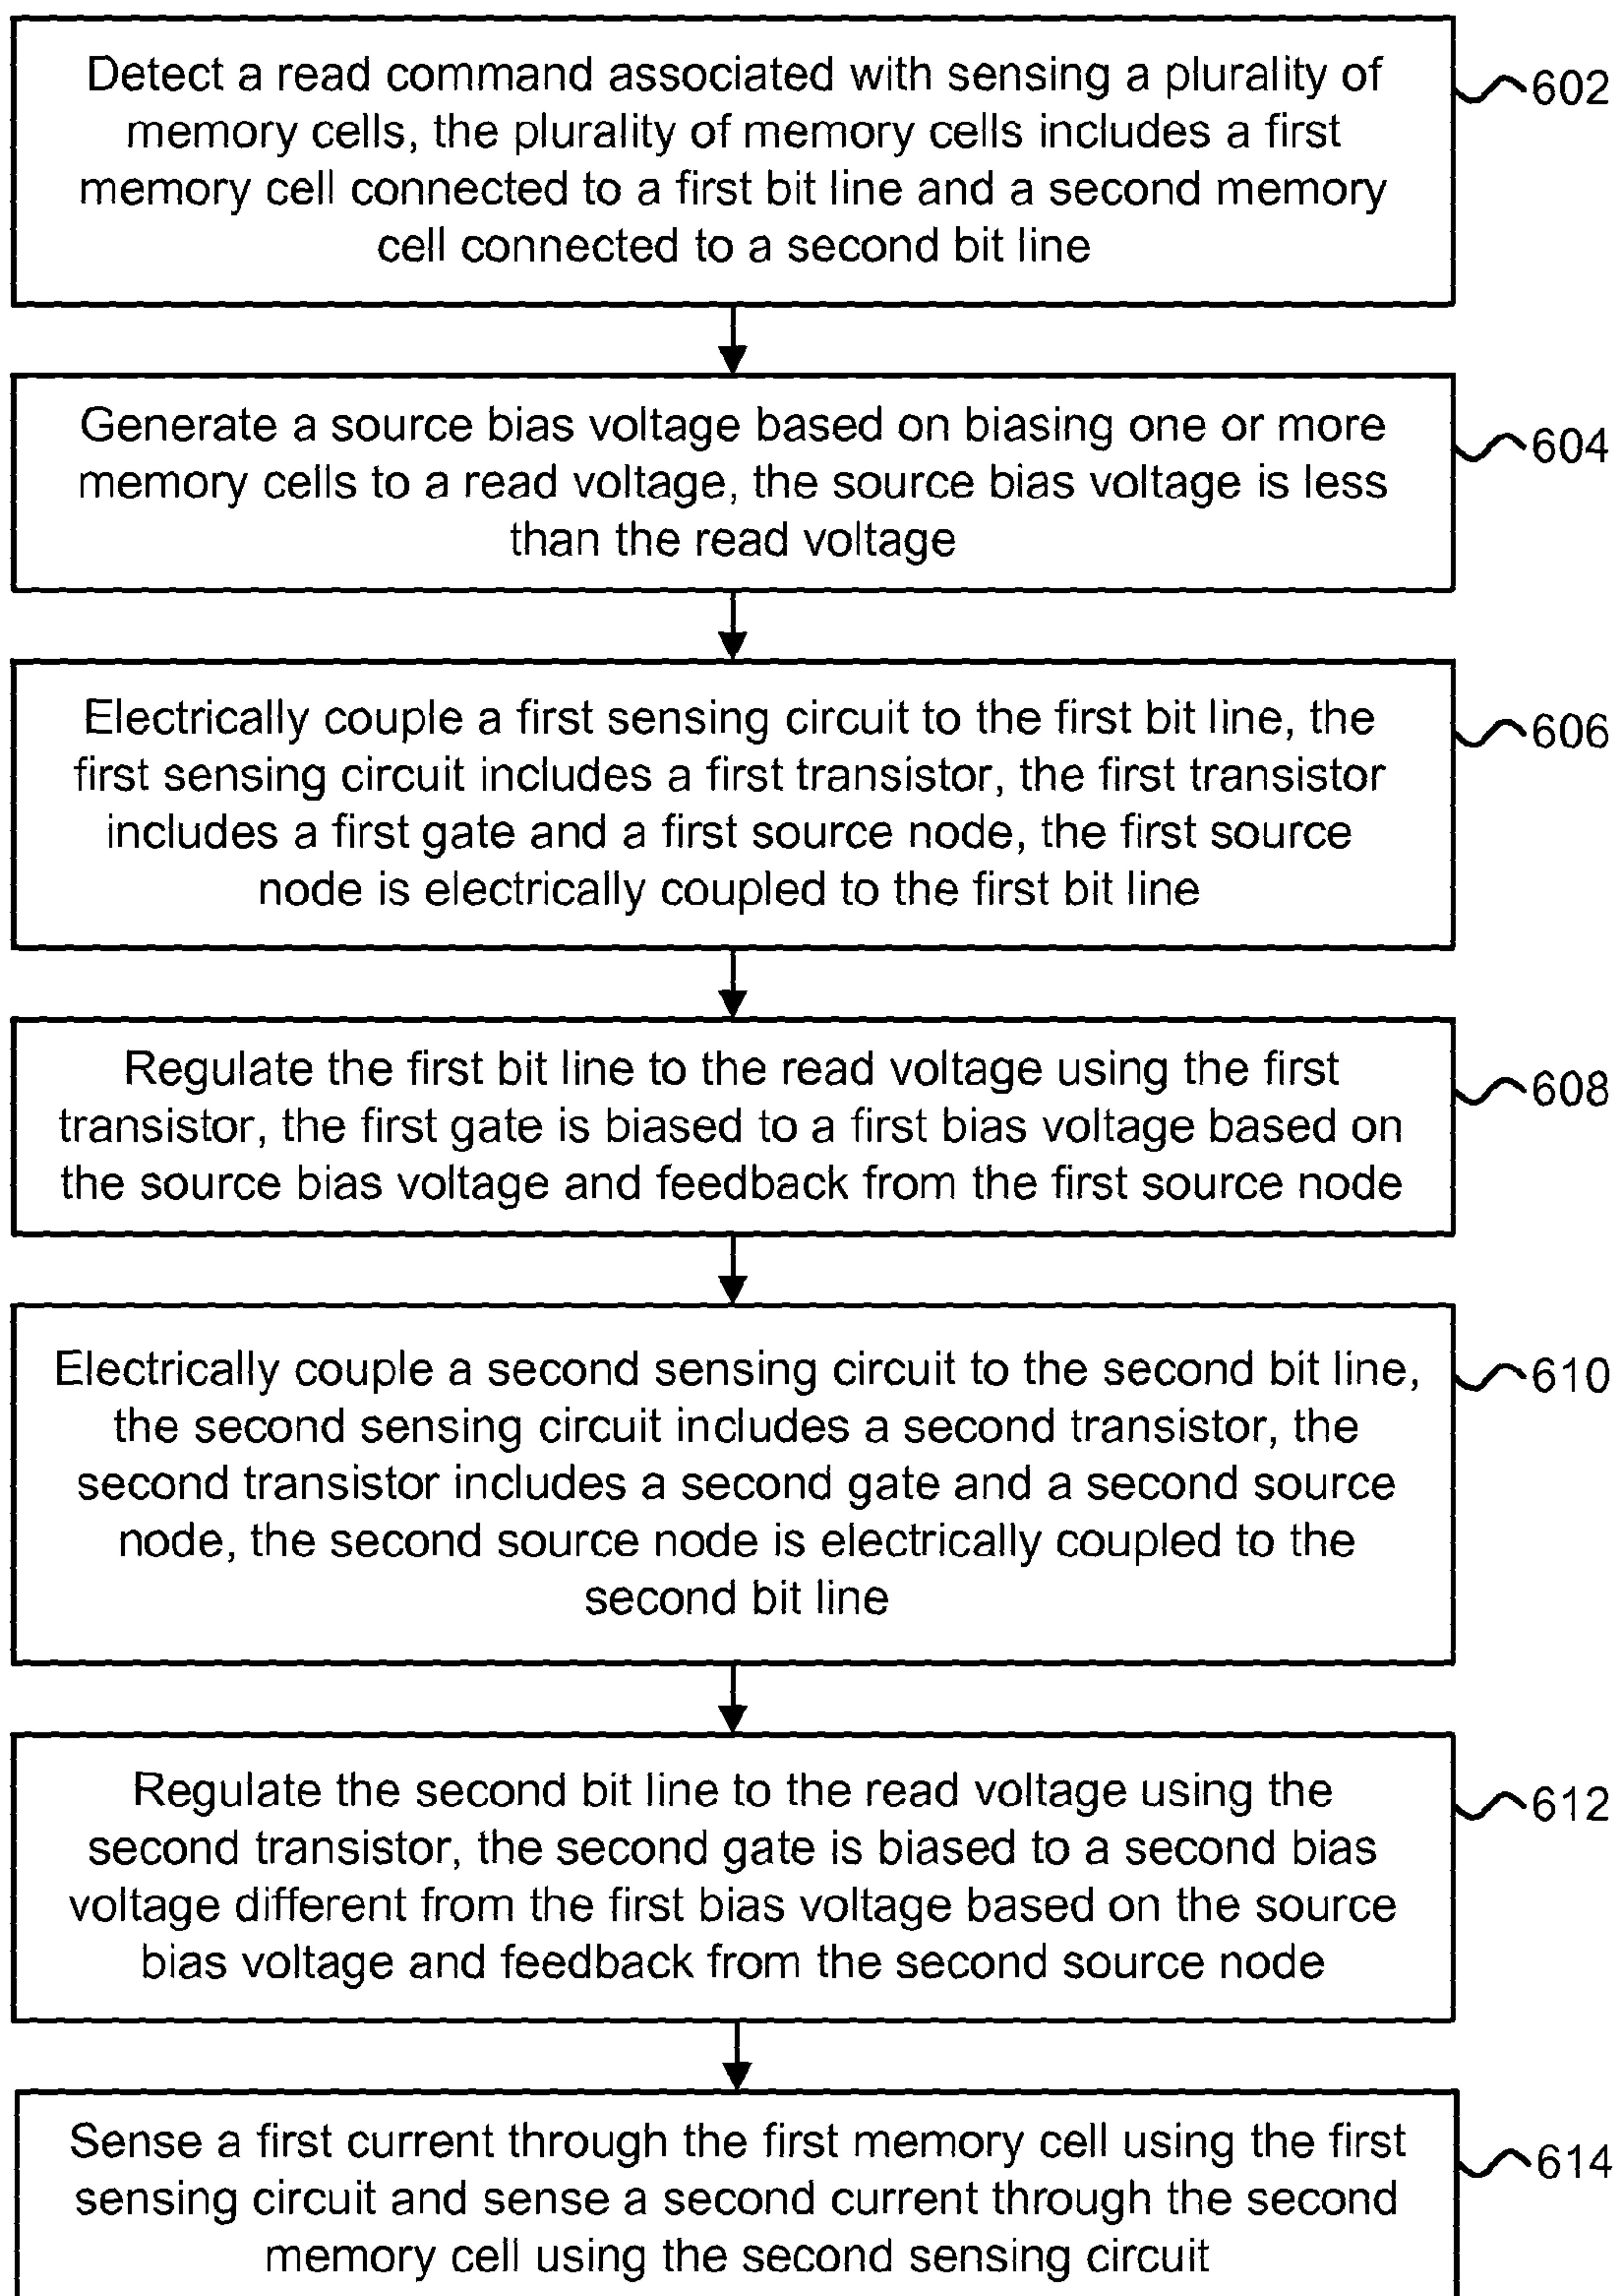 Detect a read command associated with sensing a plurality of
memory cells, the plurality of memory cells includes a first
memory cell connected to a first bit line and a second memory
cell connected to a second bit line
602
Generate a source bias voltage based on biasing one or more
memory cells to a read voltage, the source bias voltage is less
than the read voltage
604
Electrically couple a first sensing circuit to the first bit line, the
first sensing circuit includes a first transistor, the first transistor
includes a first gate and a first source node, the first source
node is electrically coupled to the first bit line
606
Regulate the first bit line to the read voltage using the first
transistor, the first gate is biased to a first bias voltage based on
the source bias voltage and feedback from the first source node
608
Electrically couple a second sensing circuit to the second bit line,
the second sensing circuit includes a second transistor, the
second transistor includes a second gate and a second source
node, the second source node is electrically coupled to the
second bit line
610
Regulate the second bit line to the read voltage using the
second transistor, the second gate is biased to a second bias
voltage different from the first bias voltage based on the source
bias voltage and feedback from the second source node
612
Sense a first current through the first memory cell using the first
sensing circuit and sense a second current through the second
memory cell using the second sensing circuit
614